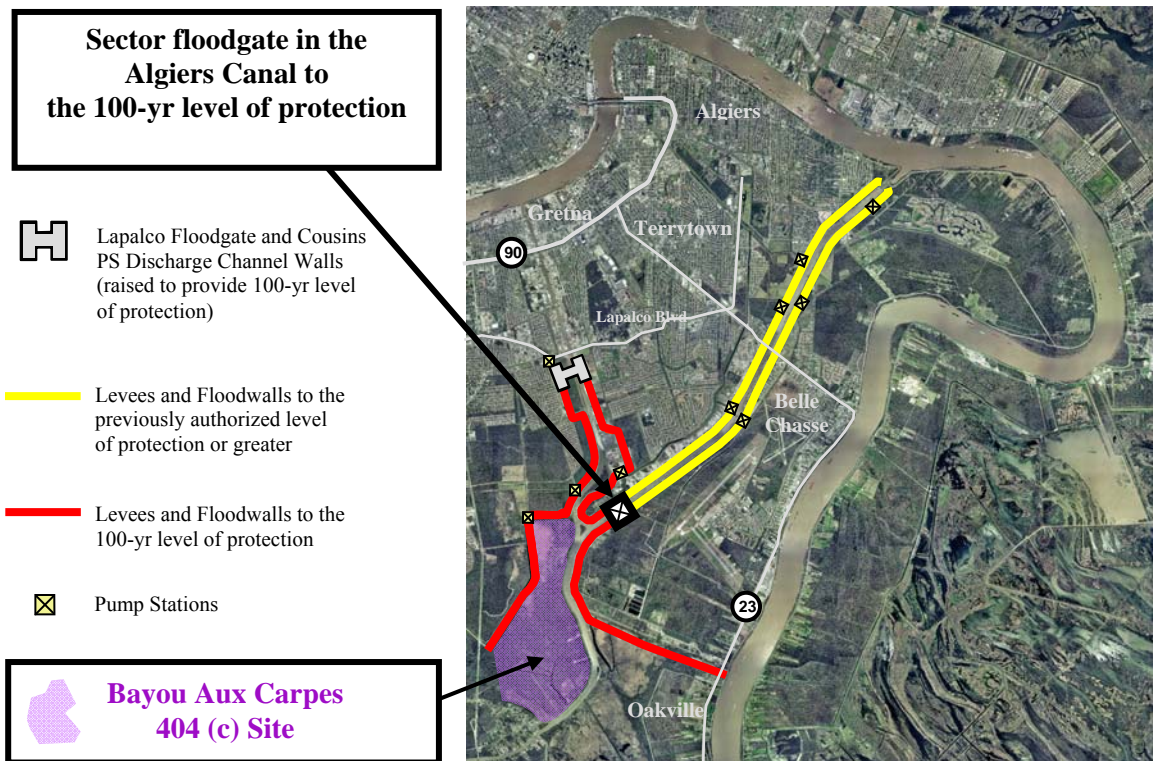 Sector floodgate in the
Algiers Canal to
the 100-yr level of protection
Lapalco Floodgate and Cousins
PS Discharge Channel Walls
(raised to provide 100-yr level
of protection)
Levees and Floodwalls to the
previously authorized level
of protection or greater
Levees and Floodwalls to the
100-yr level of protection
Pump Stations
Bayou Aux Carpes
404 (c) Site
Algiers
Gretna
Terrytown
90
Lapalco Blvd
Belle
Chasse
23
Oakville